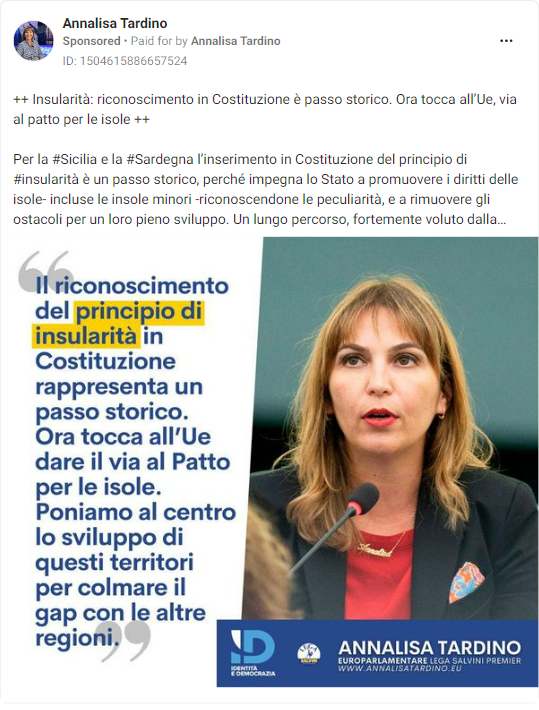 Annalisa Tardino
Sponsored • Paid for by Annalisa Tardino
ID: 1504615886657524
++ Insularità: riconoscimento in Costituzione è passo storico. Ora tocca all'Ue, via
al patto per le isole ++
Per la #Sicilia e la #Sardegna l'inserimento in Costituzione del principio di
#insularità è un passo storico, perché impegna lo Stato a promuovere i diritti delle
isole- incluse le insole minori -riconoscendone le peculiarità, e a rimuovere gli
ostacoli per un loro pieno sviluppo. Un lungo percorso, fortemente voluto dalla...
“Il riconoscimento
del principio di
insularità in
Costituzione
rappresenta un
passo storico.
Ora tocca all'Ue
dare il via al Patto
per le isole.
Poniamo al centro
lo sviluppo di
questi territori
per colmare il
gap con le altre
regioni.”
Annalisa
ID
IDENTITÀ
E DEMOCRAZIA
LEGA
SALVINI
ANNALISA TARDINO
EUROPARLAMENTARE LEGA SALVINI PREMIER
WWW.ANNALISATARDINO.EU